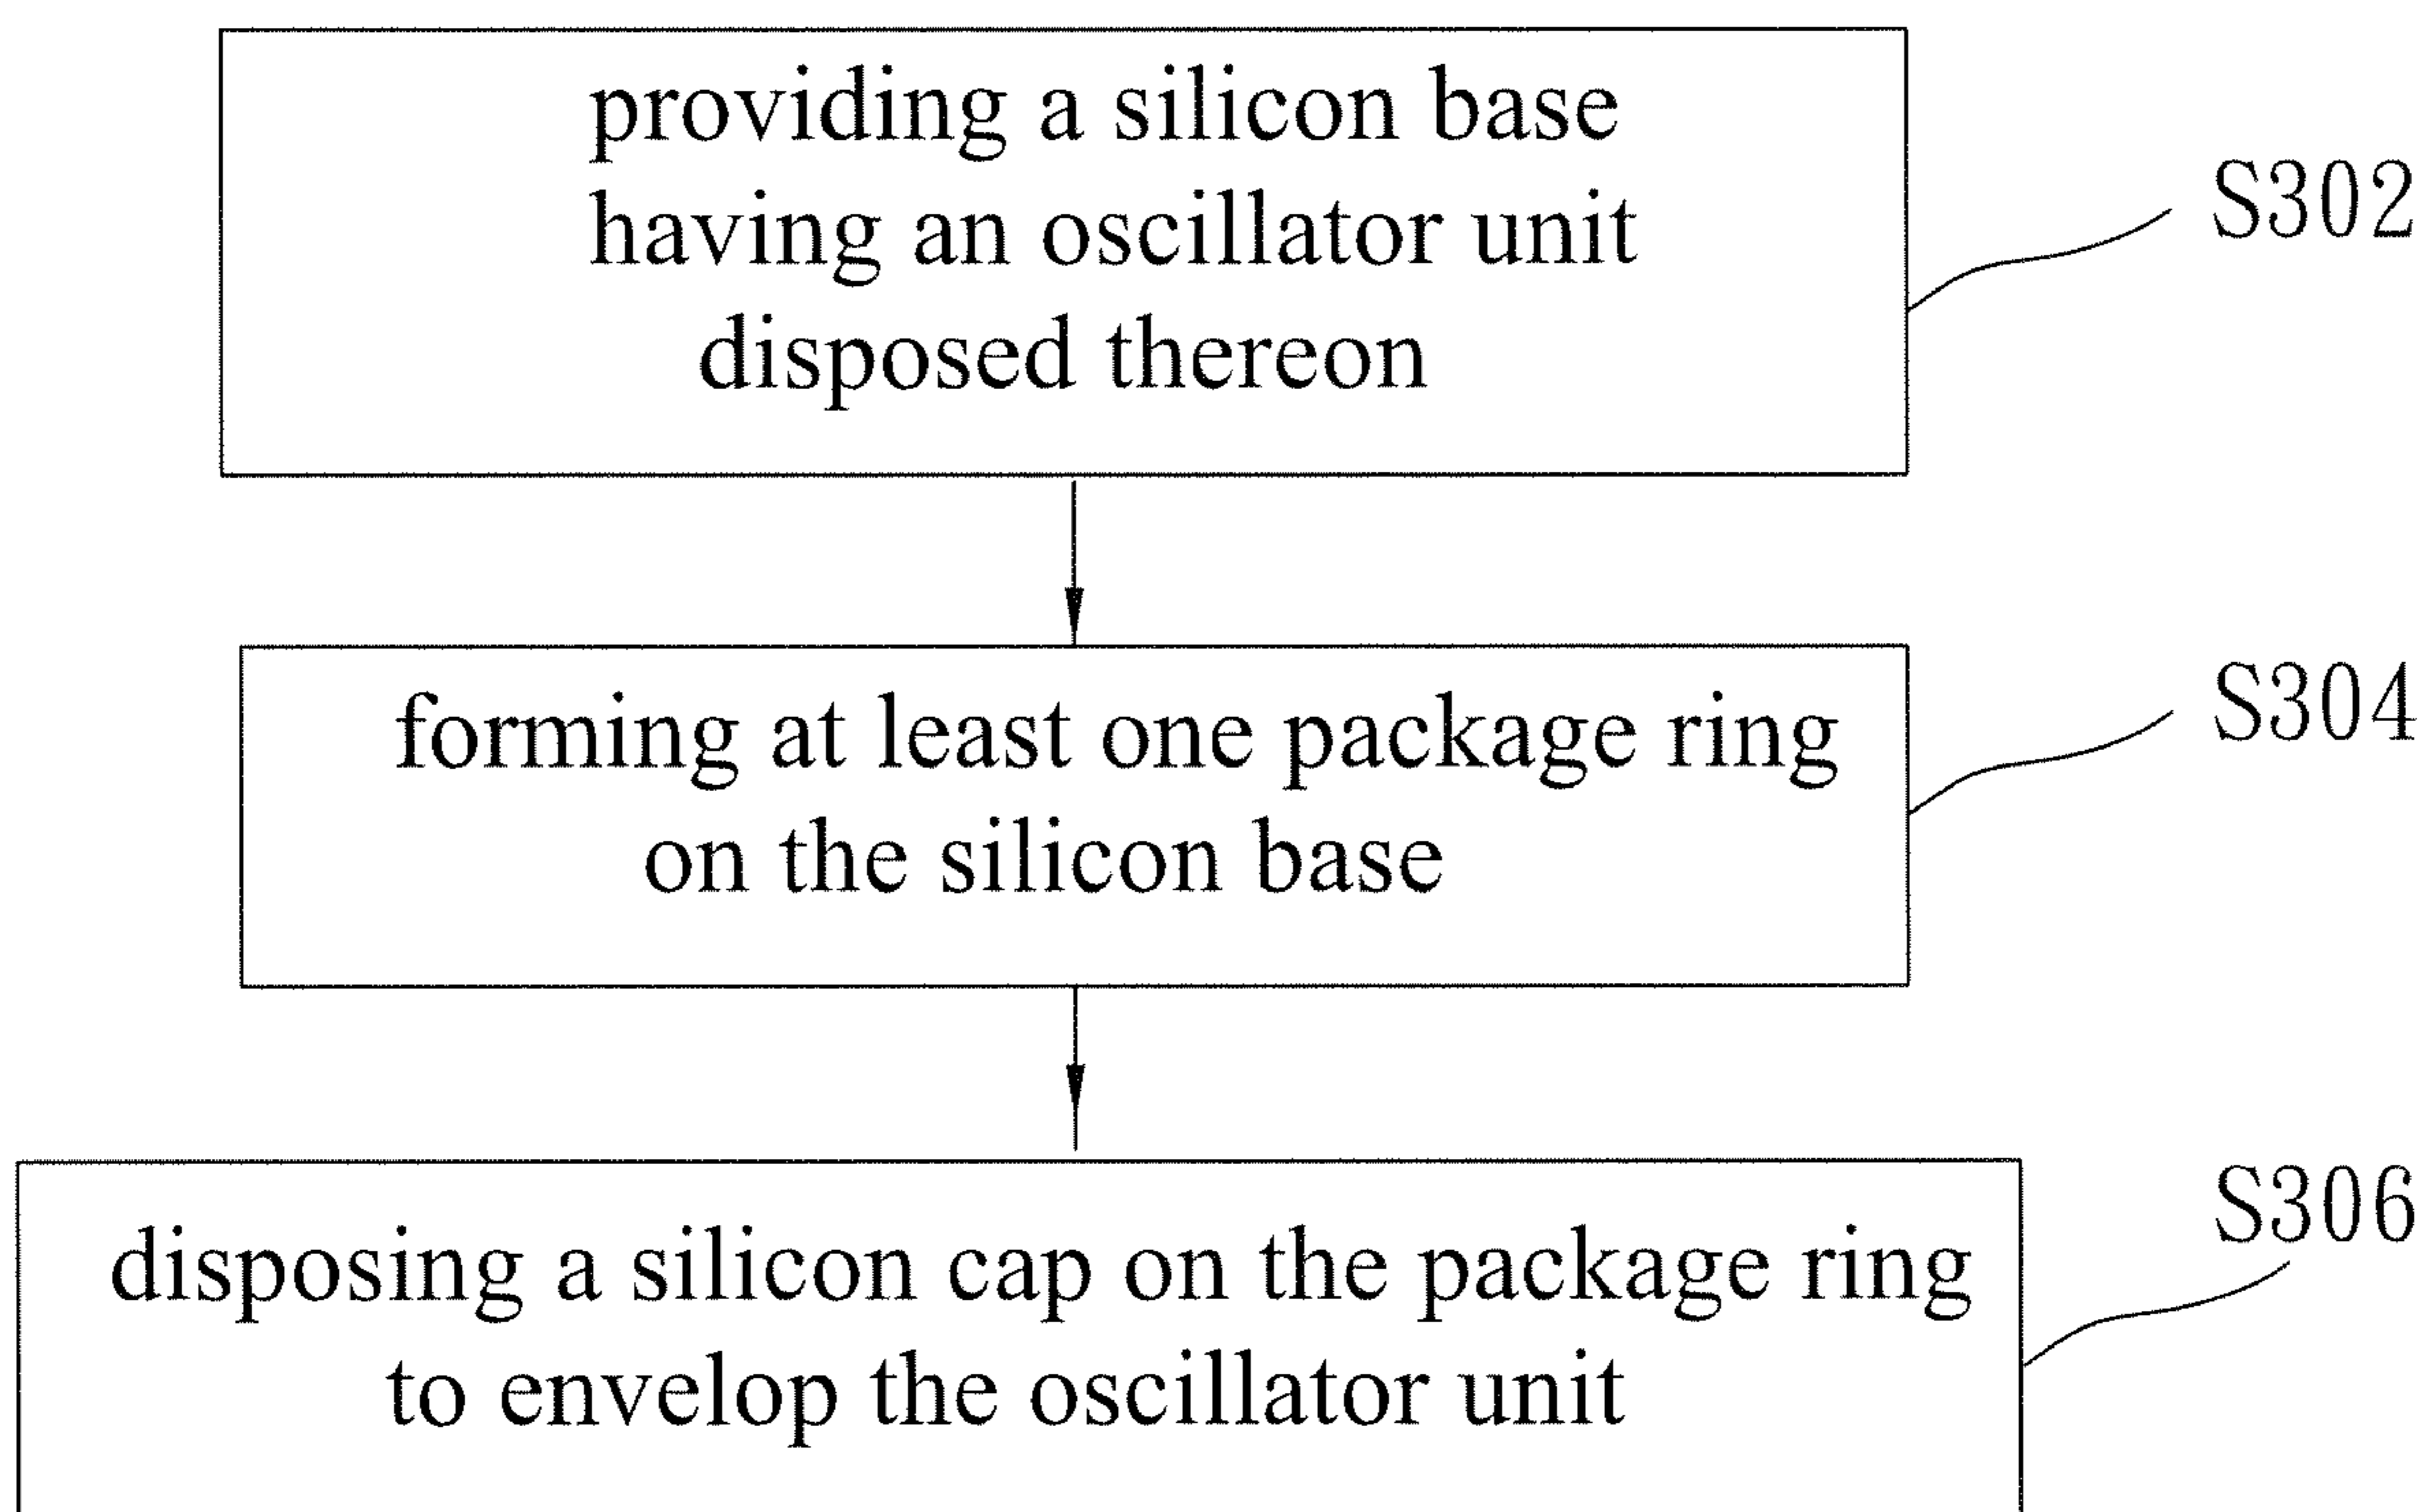 providing a silicon base
having an oscillator unit
disposed thereon
S302
forming at least one package ring
on the silicon base
S304
disposing a silicon cap on the package ring
to envelop the oscillator unit
S306